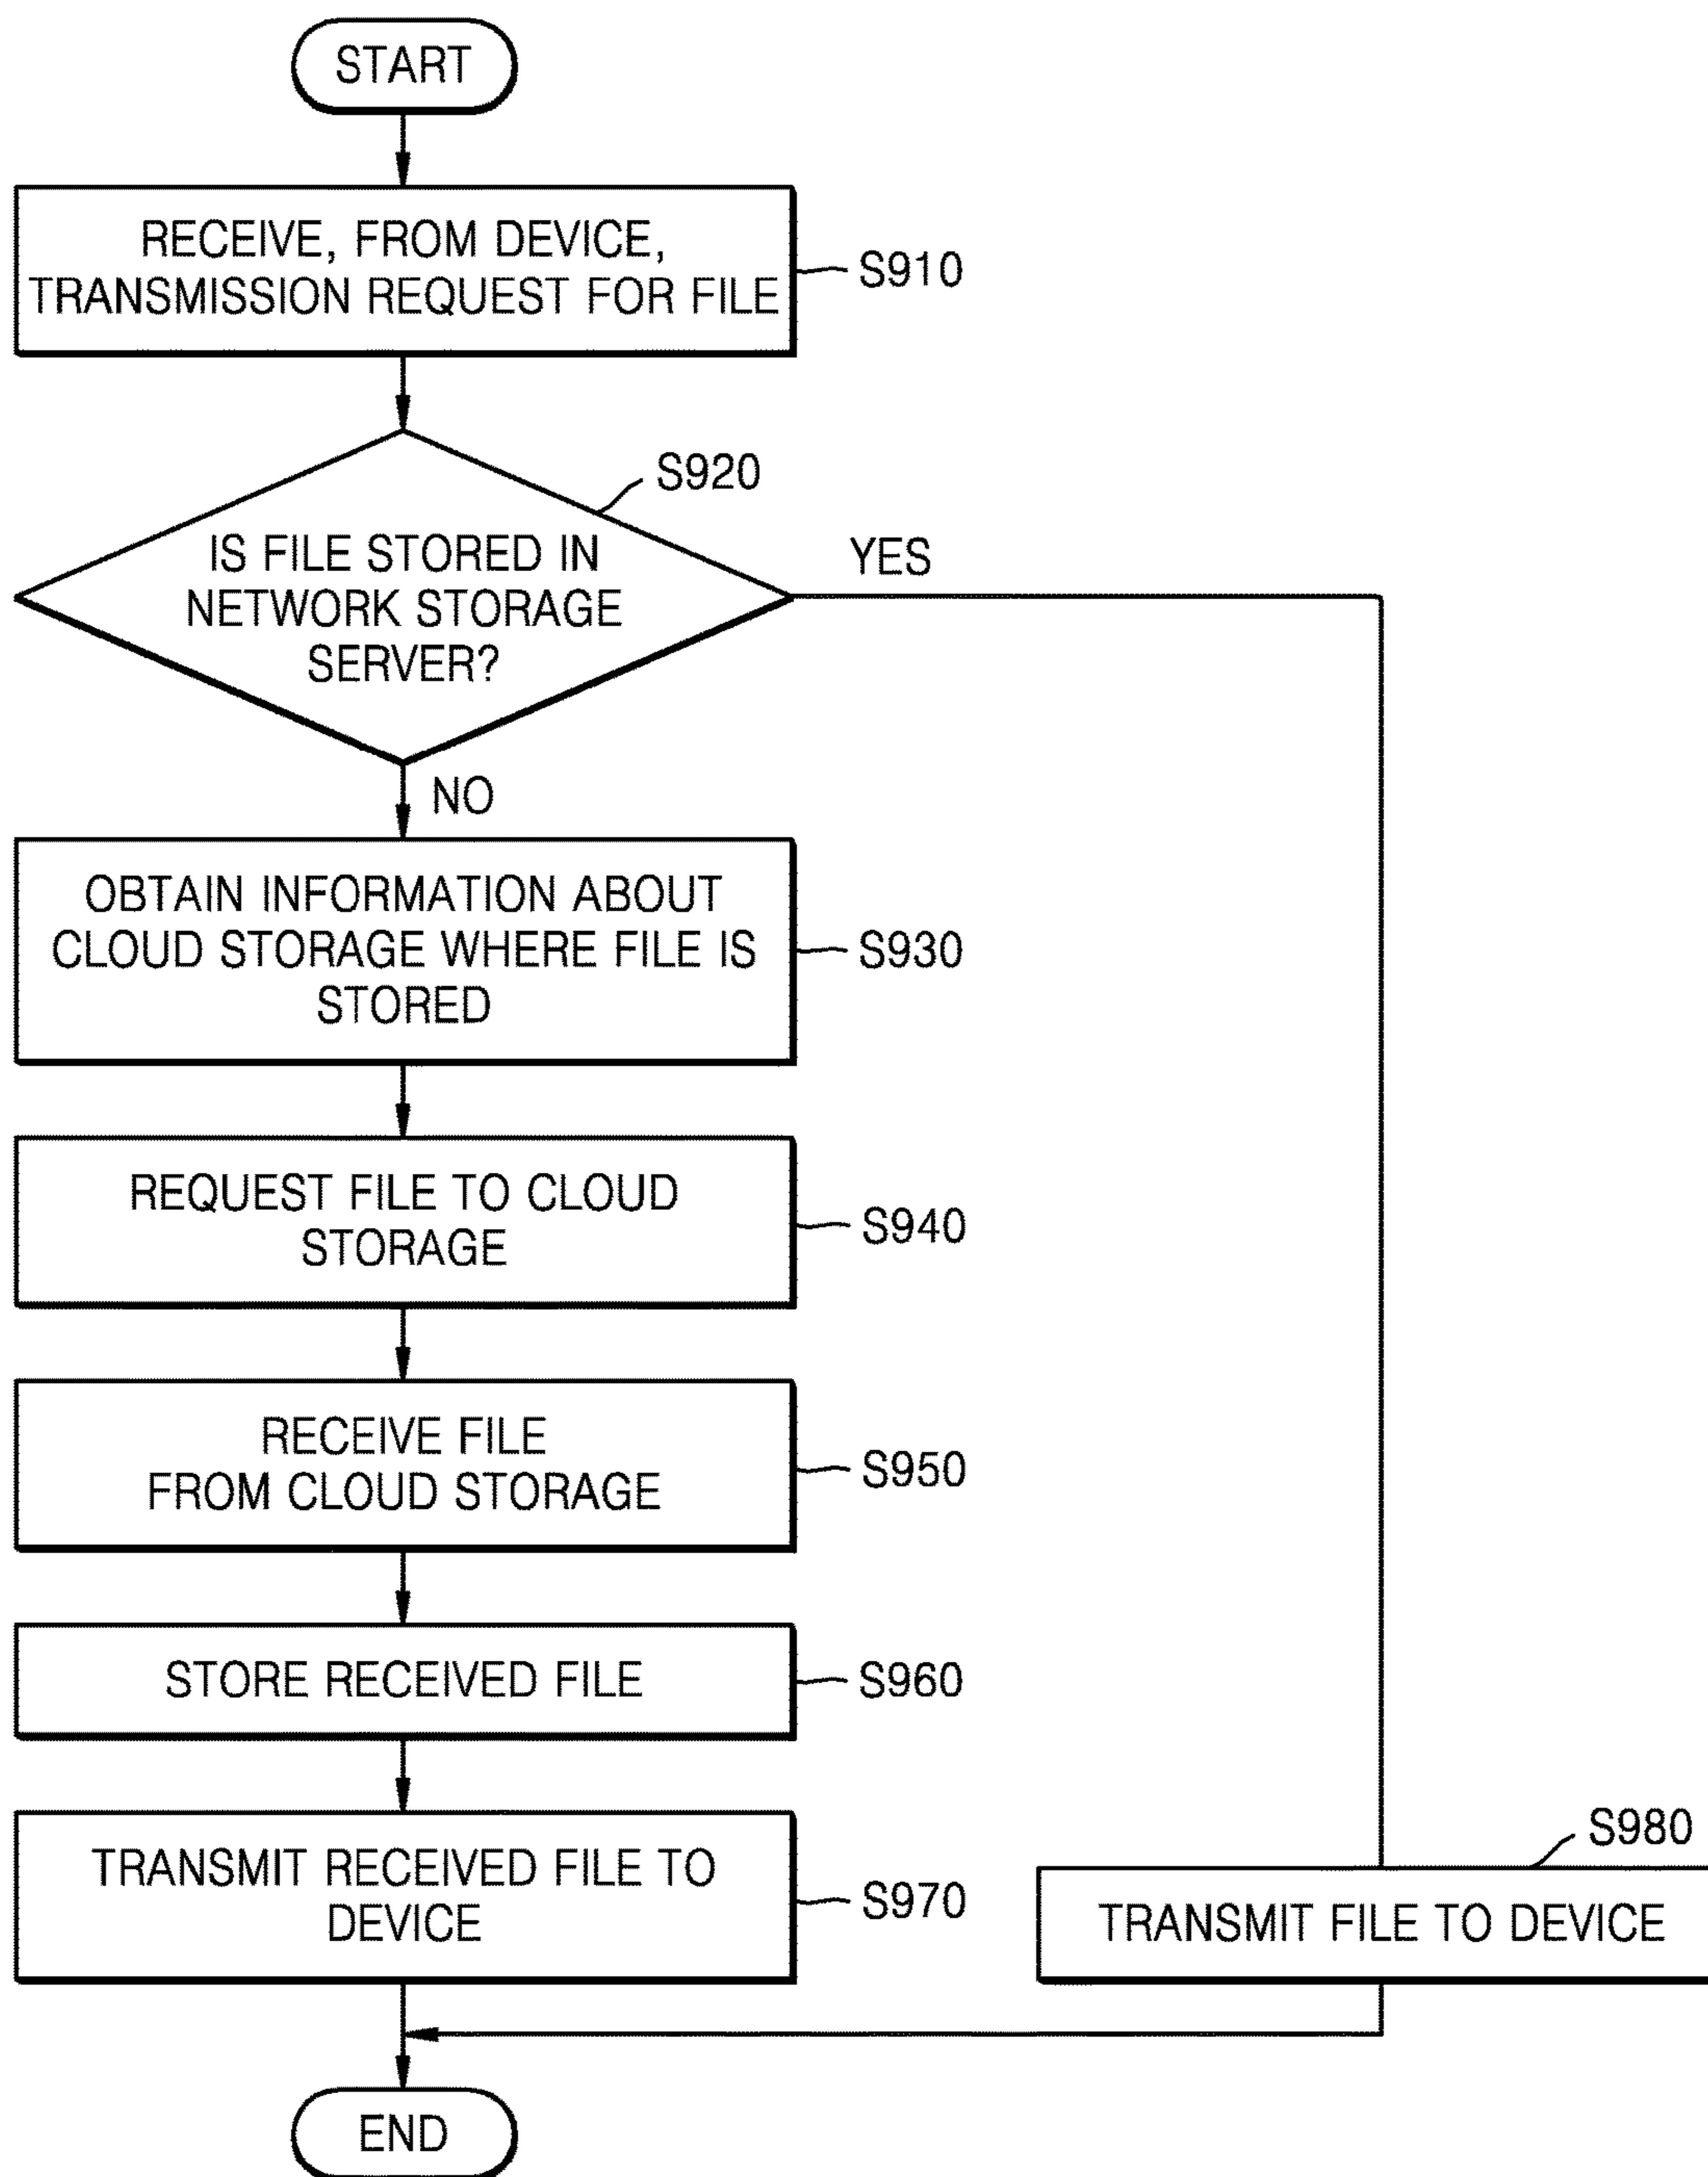 START
RECEIVE, FROM DEVICE,
TRANSMISSION REQUEST FOR FILE
S910
S920
IS FILE STORED IN
NETWORK STORAGE
SERVER?
YES
NO
OBTAIN INFORMATION ABOUT
CLOUD STORAGE WHERE FILE IS
STORED
S930
REQUEST FILE TO CLOUD
STORAGE
S940
RECEIVE FILE
FROM CLOUD STORAGE
S950
STORE RECEIVED FILE
S960
TRANSMIT RECEIVED FILE TO
DEVICE
S970
S980
TRANSMIT FILE TO DEVICE
END